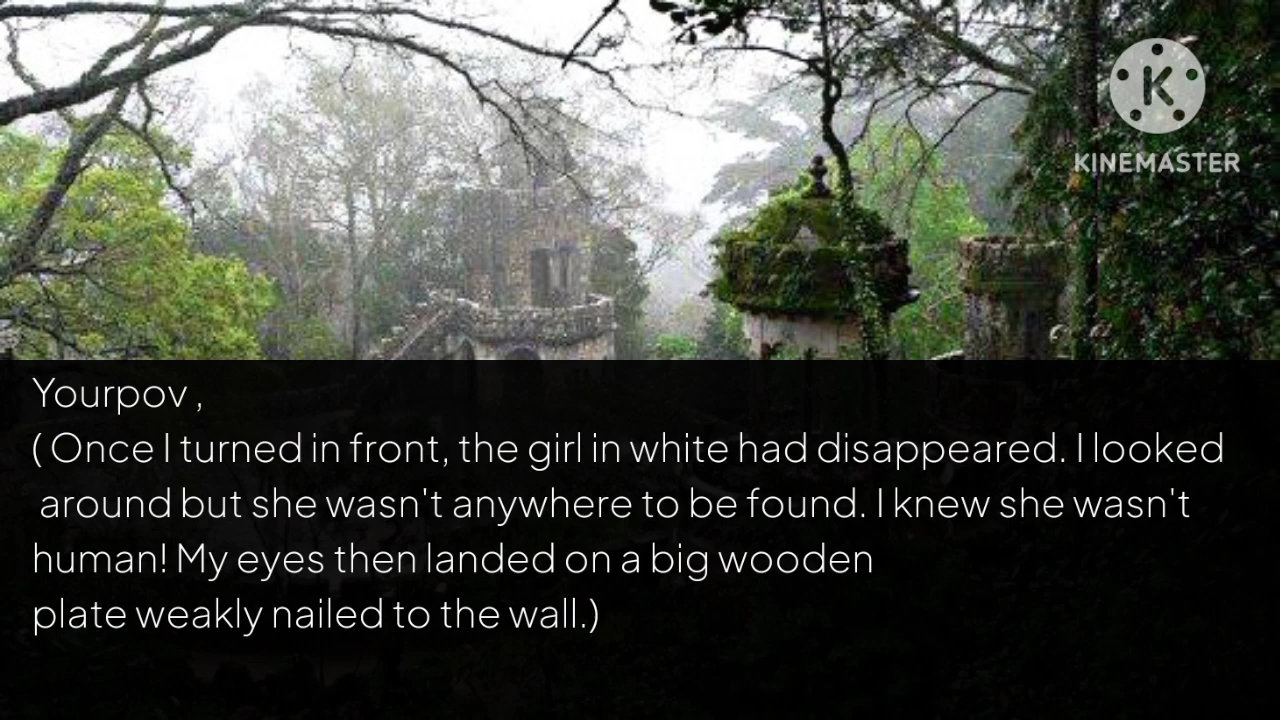 K
KINEMASTER
Yourpov ,
( Once I turned in front, the girl in white had disappeared. I looked
around but she wasn't anywhere to be found. I knew she wasn't
human! My eyes then landed on a big wooden
plate weakly nailed to the wall.)